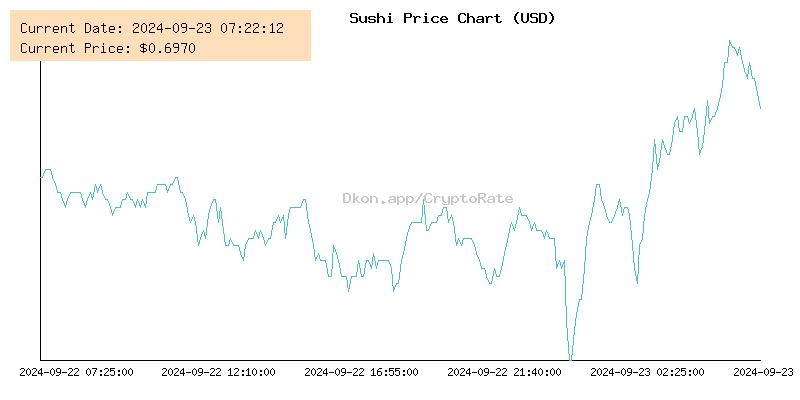 Sushi Price Chart (USD)
Current Date: 2024-09-23 07:22:12
Current Price: $0.6970
Dkon.app/CryptoRate
2024-09-22 07:25:00 2024-09-22 12:10:00 2024-09-22 16:55:00 2024-09-22 21:40:00 2024-09-23 02:25:00 2024-09-23